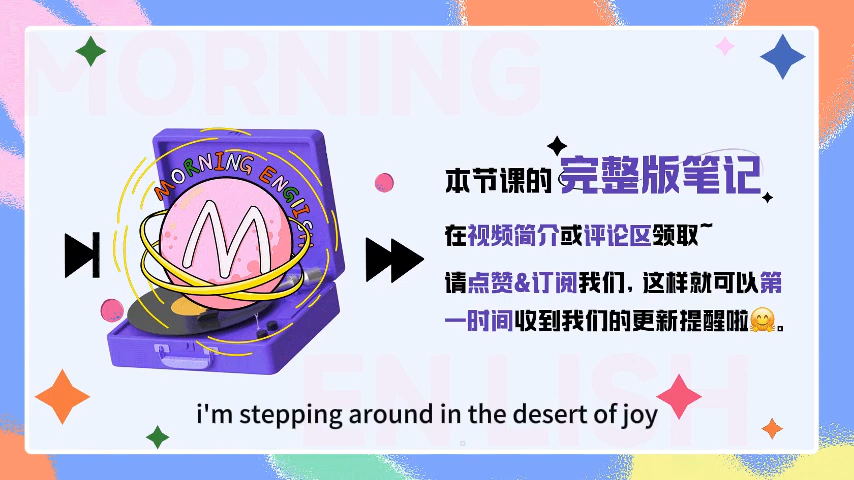 MORNING
MORNING ENGlISH
M
本节课的 完整版笔记
在视频简介或评论区领取~
请点赞&订阅我们, 这样就可以第
一时间收到我们的更新提醒啦🤗。
ENLISH
i'm stepping around in the desert of joy